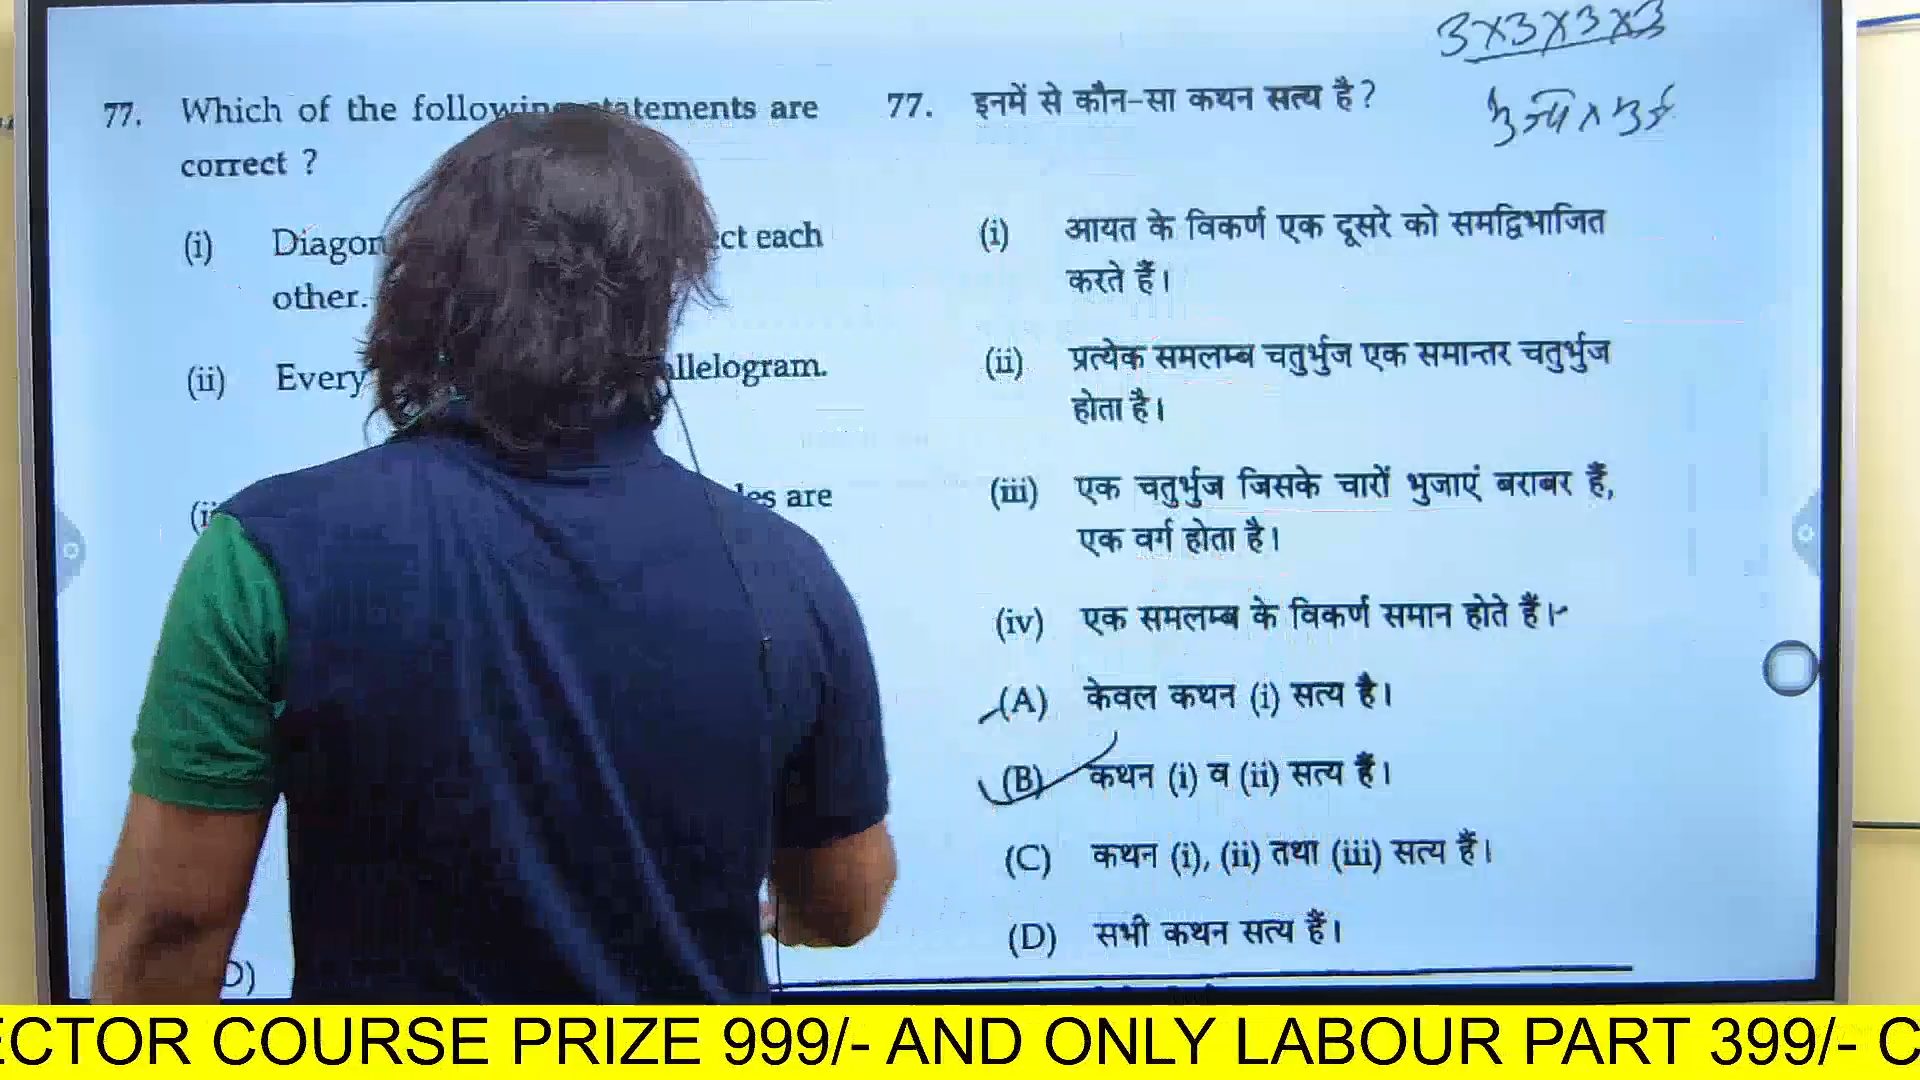 3×3×3×3
77. Which of the following statements are
correct ?
(i) other.
ct each
(ii) Every
allelogram.
les are
D)
77. इनमें से कौन-सा कथन सत्य है ?
(i) आयत के विकर्ण एक दूसरे को समद्विभाजित
करते हैं।
(ii) प्रत्येक समलम्ब चतुर्भुज एक समान्तर चतुर्भुज
होता है।
(iii) एक चतुर्भुज जिसके चारों भुजाएं बराबर हैं,
एक वर्ग होता है।
(iv) एक समलम्ब के विकर्ण समान होते हैं।
(A) केवल कथन (i) सत्य है।
(B) कथन (i) व (ii) सत्य हैं।
(C) कथन (i), (ii) तथा (iii) सत्य हैं।
(D) सभी कथन सत्य हैं।
ECTOR COURSE PRIZE 999/- AND ONLY LABOUR PART 399/- C